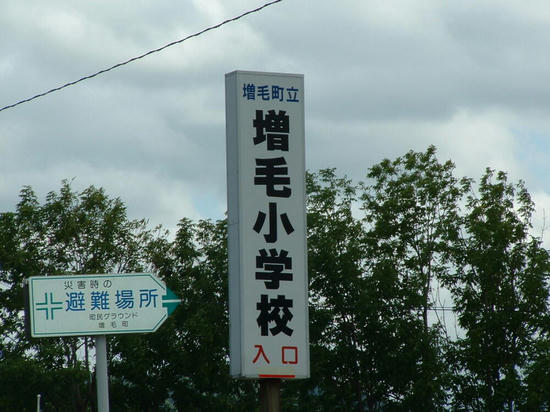 増毛町立
増毛小学校
入口
災害時の
避難場所
町民グラウンド
増毛町